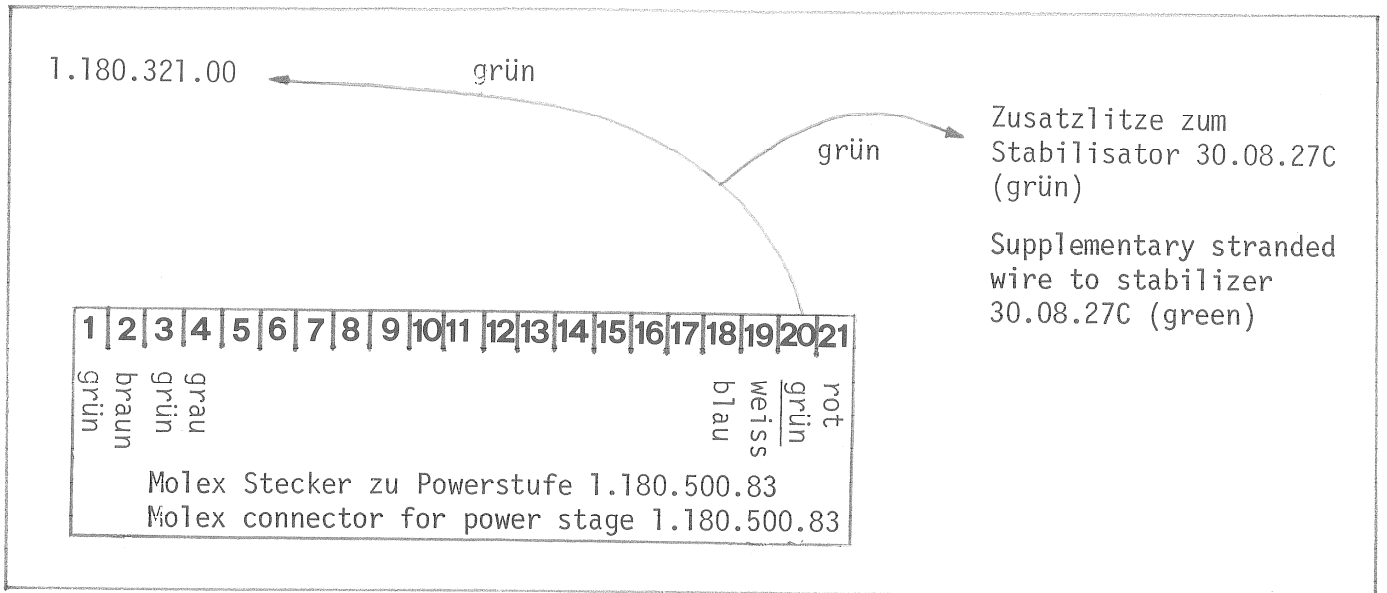 1.180.321.00
grün
grün
Zusatzlitze zum
Stabilisator 30.08.27C
(grün)
Supplementary stranded
wire to stabilizer
30.08.27C (green)
1 2 3 4 5 6 7 8 9 10 11 12 13 14 15 16 17 18 19 20 21
grün
braun
grün
grau
blau
weiss
grün
rot
Molex Stecker zu Powerstufe 1.180.500.83
Molex connector for power stage 1.180.500.83